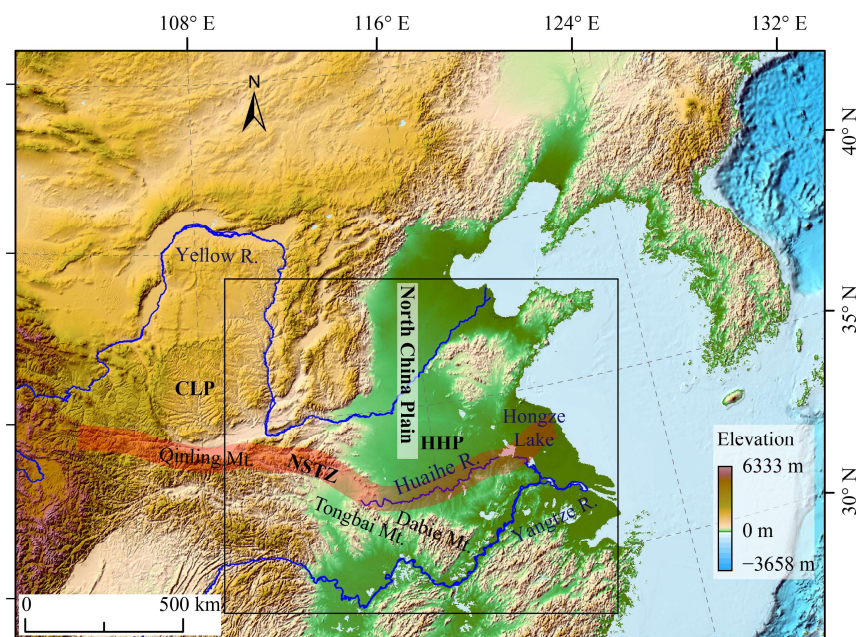 108° E
116° E
124° E
132° E
N
40° N
Yellow R.
North China Plain
35° N
CLP
Hongze
Lake
HHP
Elevation
6333 m
Qinling Mt.
NSTZ
Huaihe R.
30° N
Tongbai Mt.
Dabie Mt.
Yangtze R.
0 m
−3658 m
0
500 km